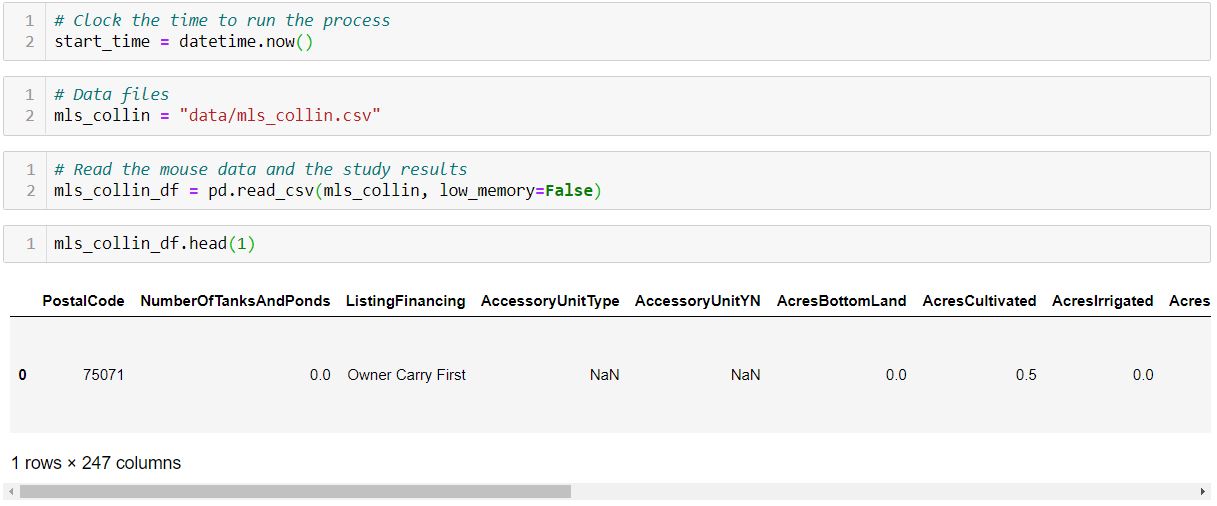 1 # Clock the time to run the process
2 start_time = datetime.now()
1 # Data files
2 mls_collin = "data/mls_collin.csv"
1 # Read the mouse data and the study results
2 mls_collin_df = pd.read_csv(mls_collin, low_memory=False)
1 mls_collin_df.head(1)
PostalCode NumberOfTanksAndPonds ListingFinancing AccessoryUnitType AccessoryUnitYN AcresBottomLand AcresCultivated AcresIrrigated Acres
0 75071 0.0 Owner Carry First NaN NaN 0.0 0.5 0.0
1 rows × 247 columns